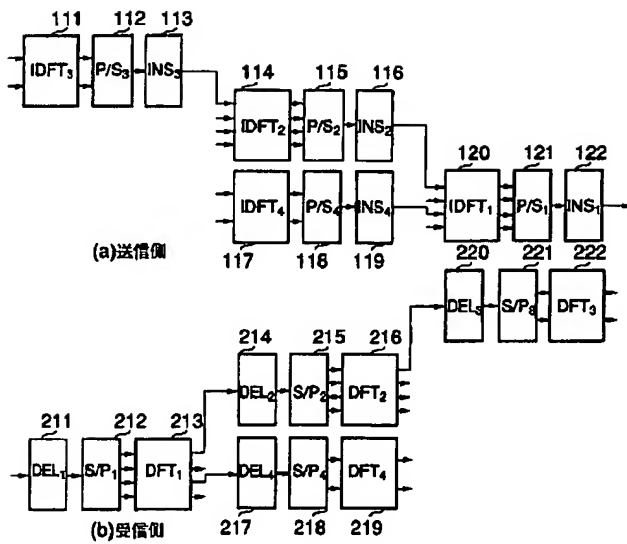 111 112 113
IDFT₃ P/S₃ INS₃
114 115 116
IDFT₂ P/S₂ INS₂
120 121 122
IDFT₄ P/S₄ INS₄
IDFT₁ P/S₁ INS₁
117 118 119
(a)送信側
220 221 222
DEL₃ S/P₃ DFT₃
214 215 216
DEL₂ S/P₂ DFT₂
211 212 213
DEL₁ S/P₁ DFT₁
DEL₄ S/P₄ DFT₄
217 218 219
(b)受信側